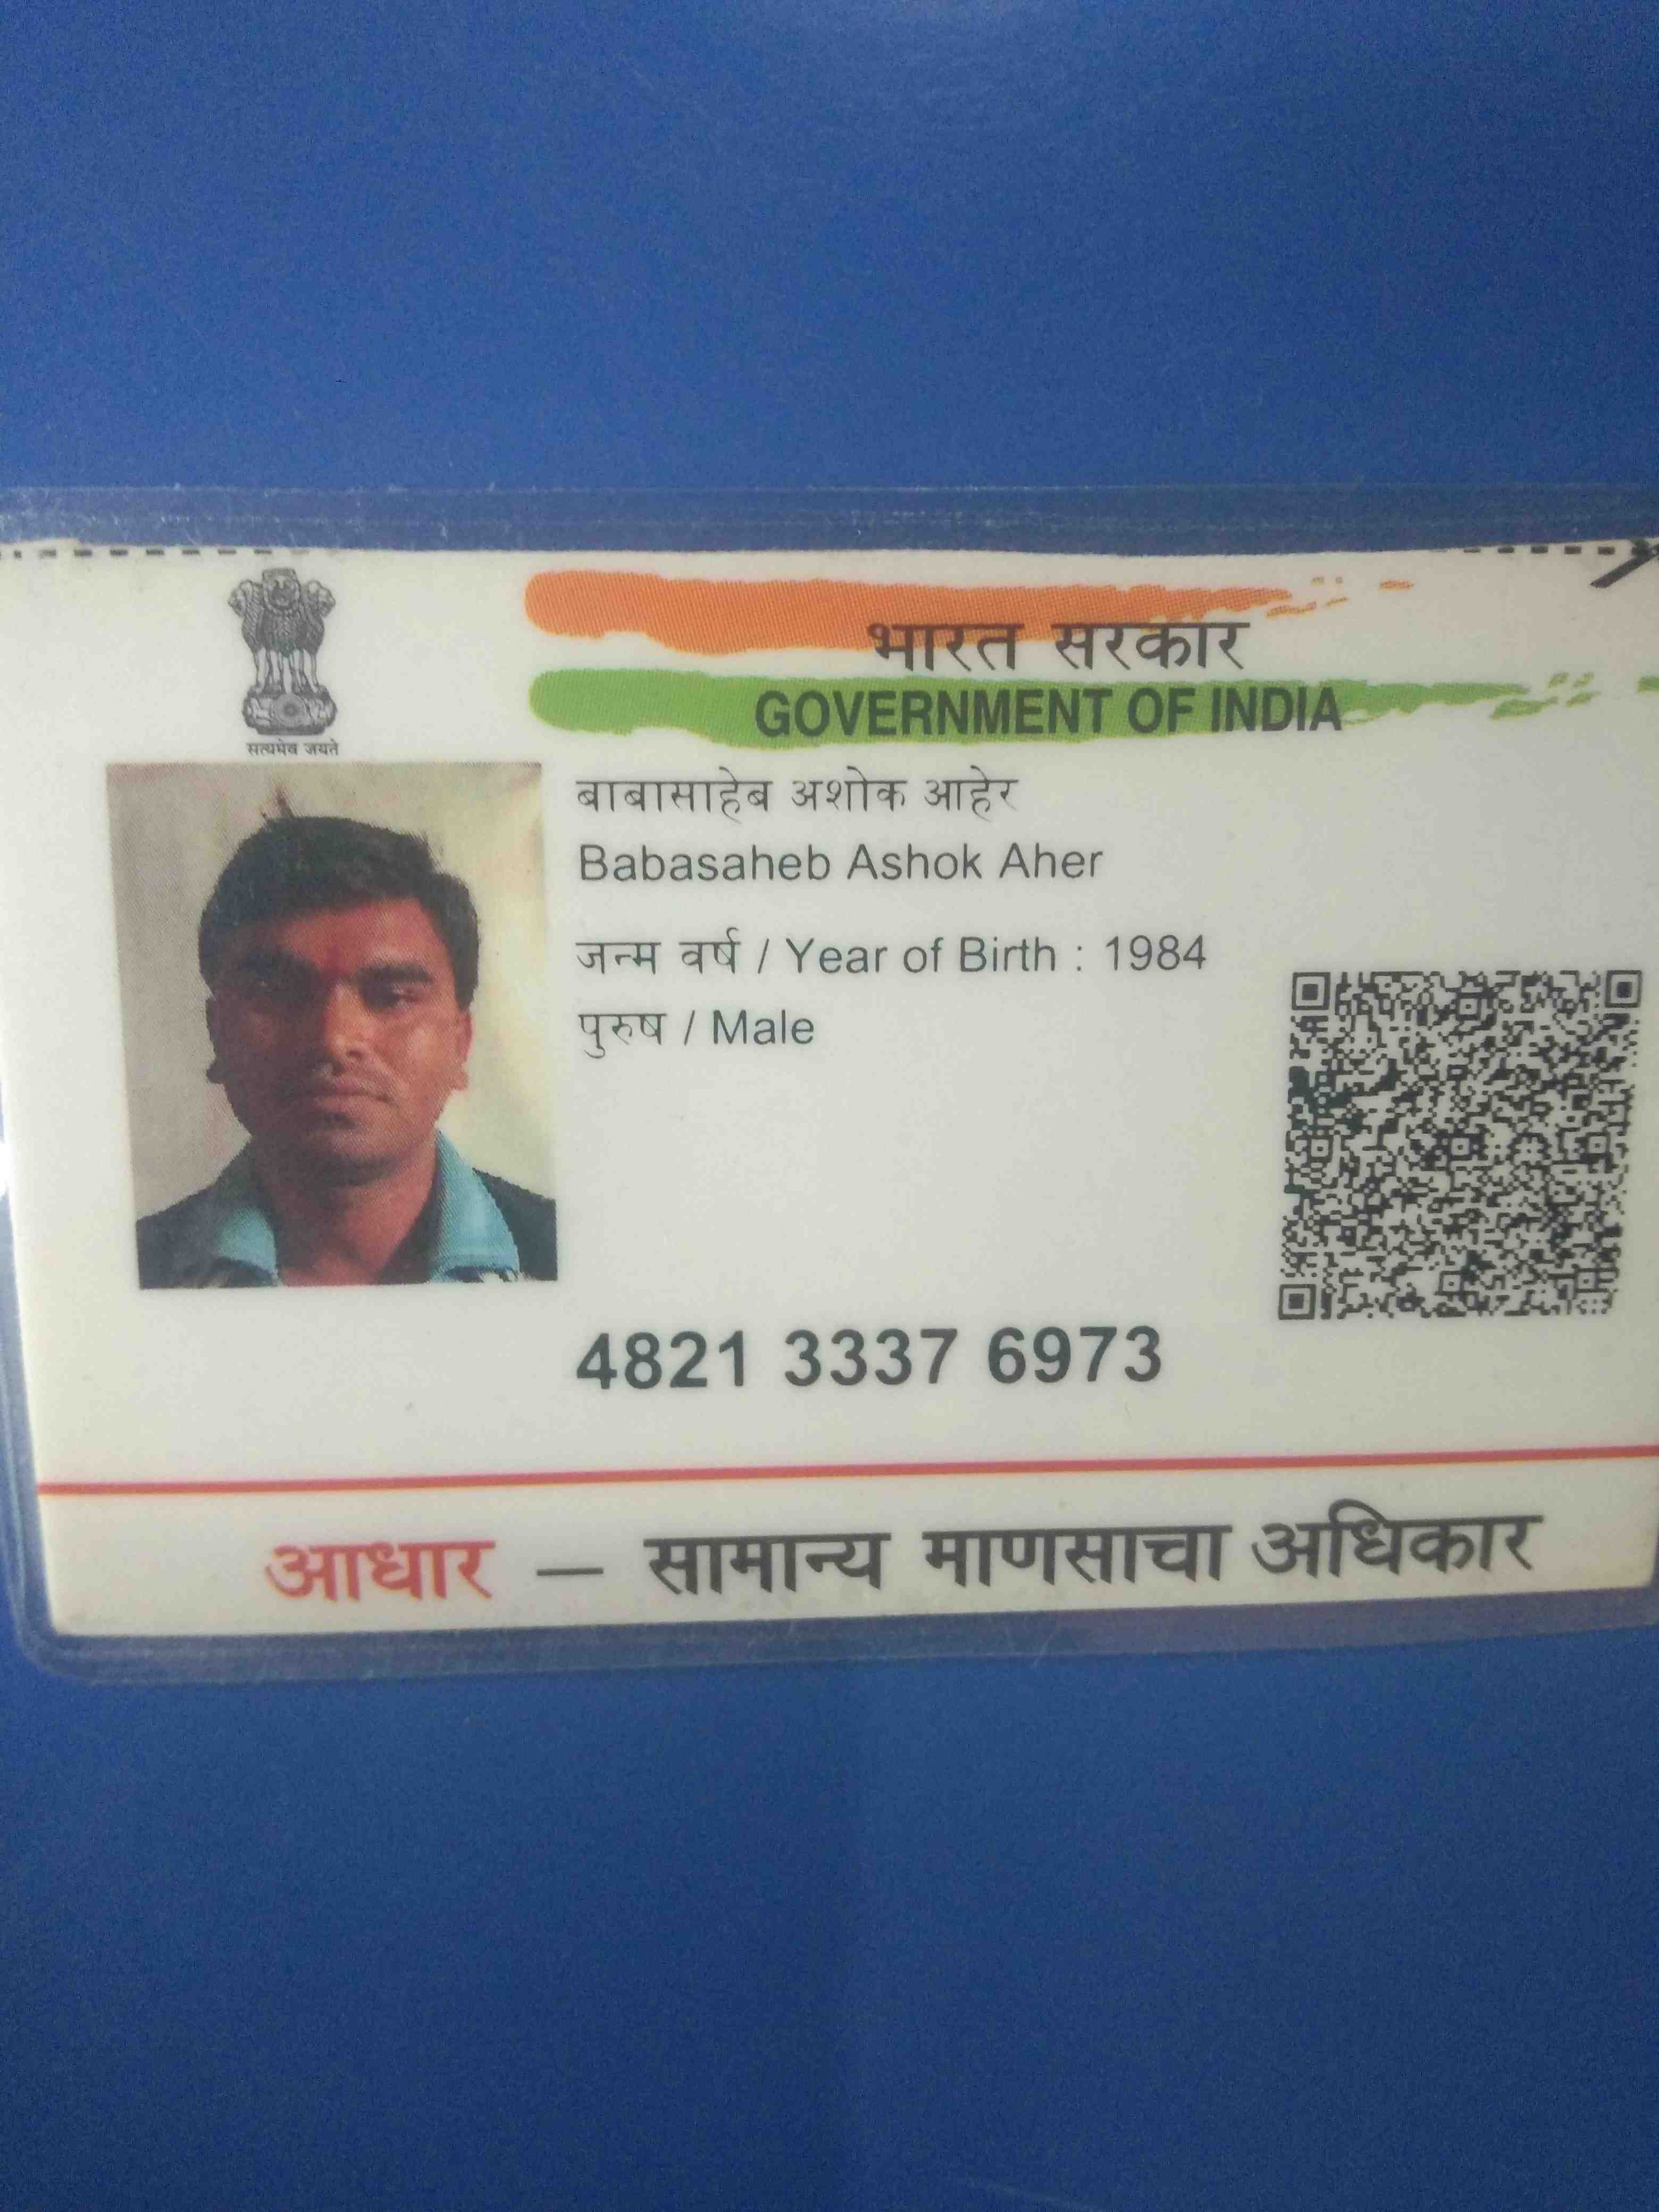 सत्यमेव जयते
भारत सरकार
GOVERNMENT OF INDIA
बाबासाहेब अशोक आहेर
Babasaheb Ashok Aher
जन्म वर्ष / Year of Birth : 1984
पुरुष / Male
4821 3337 6973
आधार — सामान्य माणसाचा अधिकार